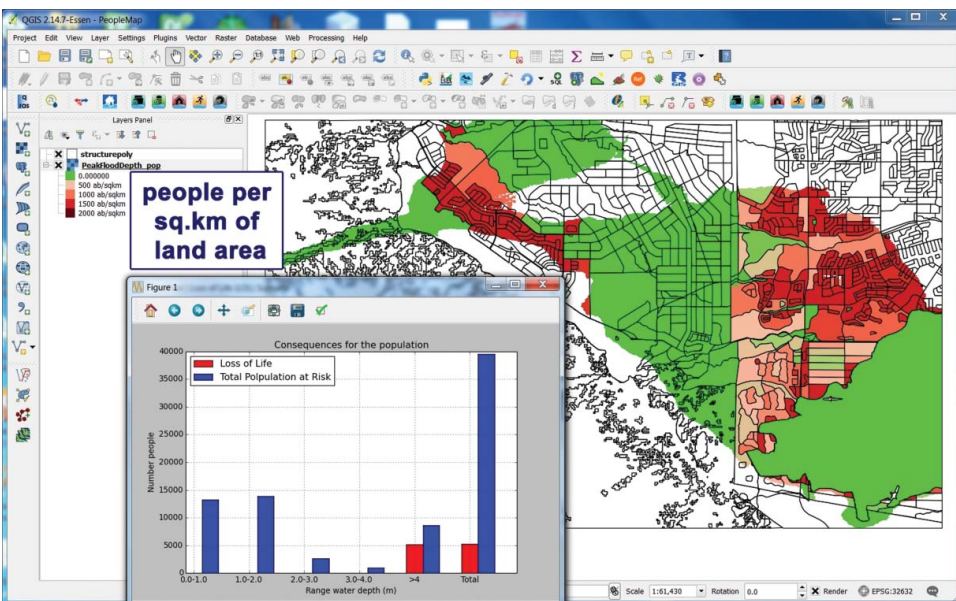 QGIS 2.14.7-Essen - PeopleMap
Project Edit View Layer Settings Plugins Vector Raster Database Web Processing Help
Layers Panel
structurepoly
PeakFloodDepth_pop
0.000000
500 ab/sqkm
1000 ab/sqkm
1500 ab/sqkm
2000 ab/sqkm
people per
sq.km of
land area
Figure 1
Consequences for the population
Loss of Life
Total Polpulation at Risk
Number people
40000
35000
30000
25000
20000
15000
10000
5000
0
0.0-1.0 1.0-2.0 2.0-3.0 3.0-4.0 >4 Total
Range water depth (m)
Scale 1:61,430 Rotation 0.0 Render EPSG:32632